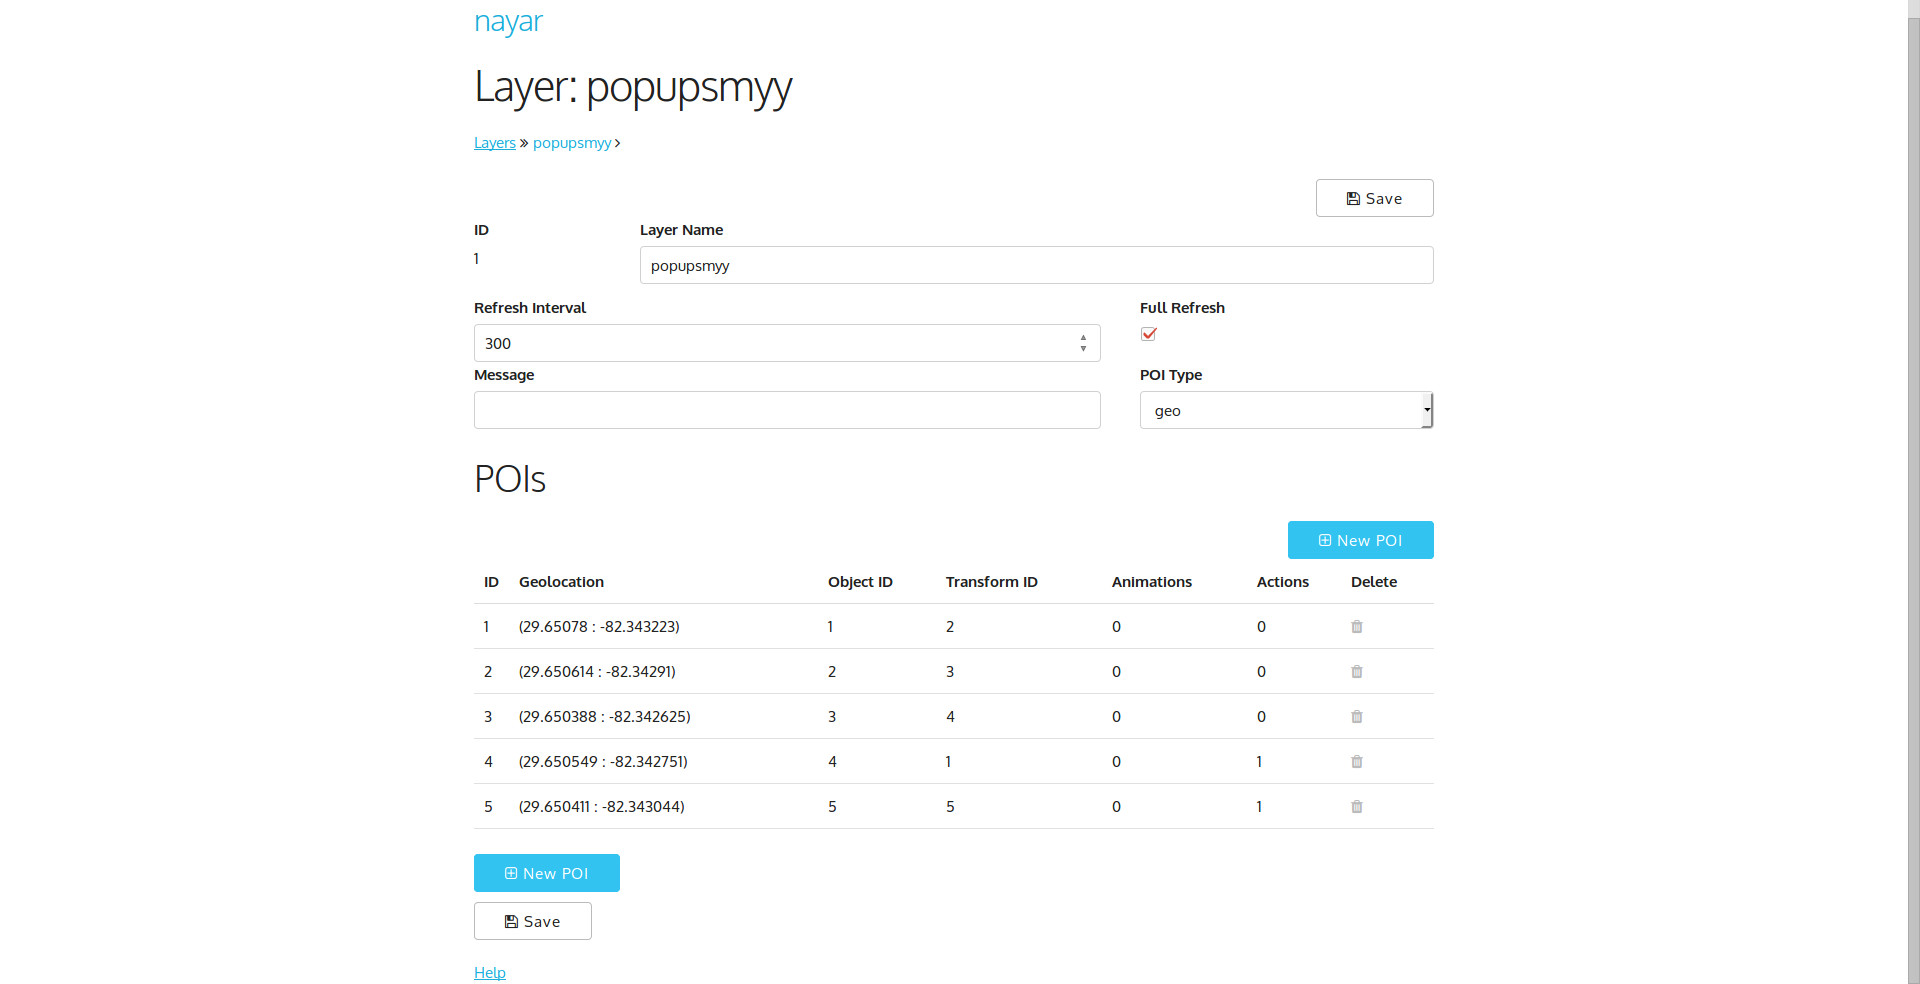 nayar
Layer: popupsmyy
Layers » popupsmyy ›
Save
ID
Layer Name
1
popupsmyy
Refresh Interval
Full Refresh
300
Message
POI Type
geo
POIs
New POI
ID Geolocation Object ID Transform ID Animations Actions Delete
1 (29.65078 : -82.343223) 1 2 0 0
2 (29.650614 : -82.34291) 2 3 0 0
3 (29.650388 : -82.342625) 3 4 0 0
4 (29.650549 : -82.342751) 4 1 0 1
5 (29.650411 : -82.343044) 5 5 0 1
New POI
Save
Help